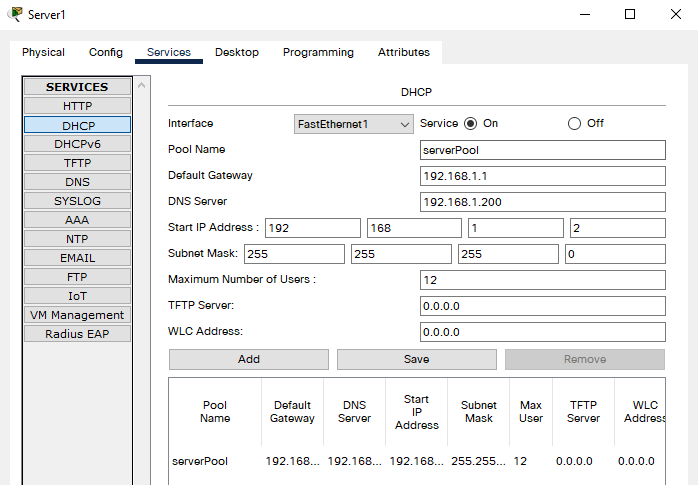 Server1
Physical Config Services Desktop Programming Attributes
SERVICES
HTTP
DHCP
DHCPv6
TFTP
DNS
SYSLOG
AAA
NTP
EMAIL
FTP
IoT
VM Management
Radius EAP
DHCP
Interface FastEthernet1 Service On Off
Pool Name serverPool
Default Gateway 192.168.1.1
DNS Server 192.168.1.200
Start IP Address : 192 168 1 2
Subnet Mask: 255 255 255 0
Maximum Number of Users : 12
TFTP Server: 0.0.0.0
WLC Address: 0.0.0.0
Add Save Remove
Pool Name Default Gateway DNS Server Start IP Address Subnet Mask Max User TFTP Server WLC Address
serverPool 192.168... 192.168... 192.168... 255.255... 12 0.0.0.0 0.0.0.0